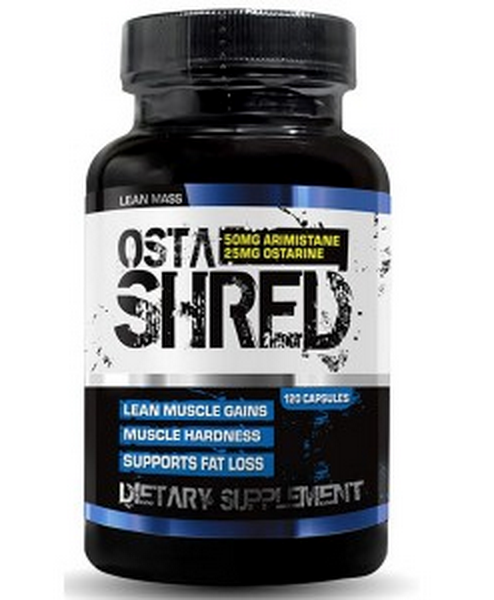 LEAN MASS
OSTA
50MG ARIMISTANE
25MG OSTARINE
SHRED
120 CAPSULES
LEAN MUSCLE GAINS
MUSCLE HARDNESS
SUPPORTS FAT LOSS
DIETARY SUPPLEMENT